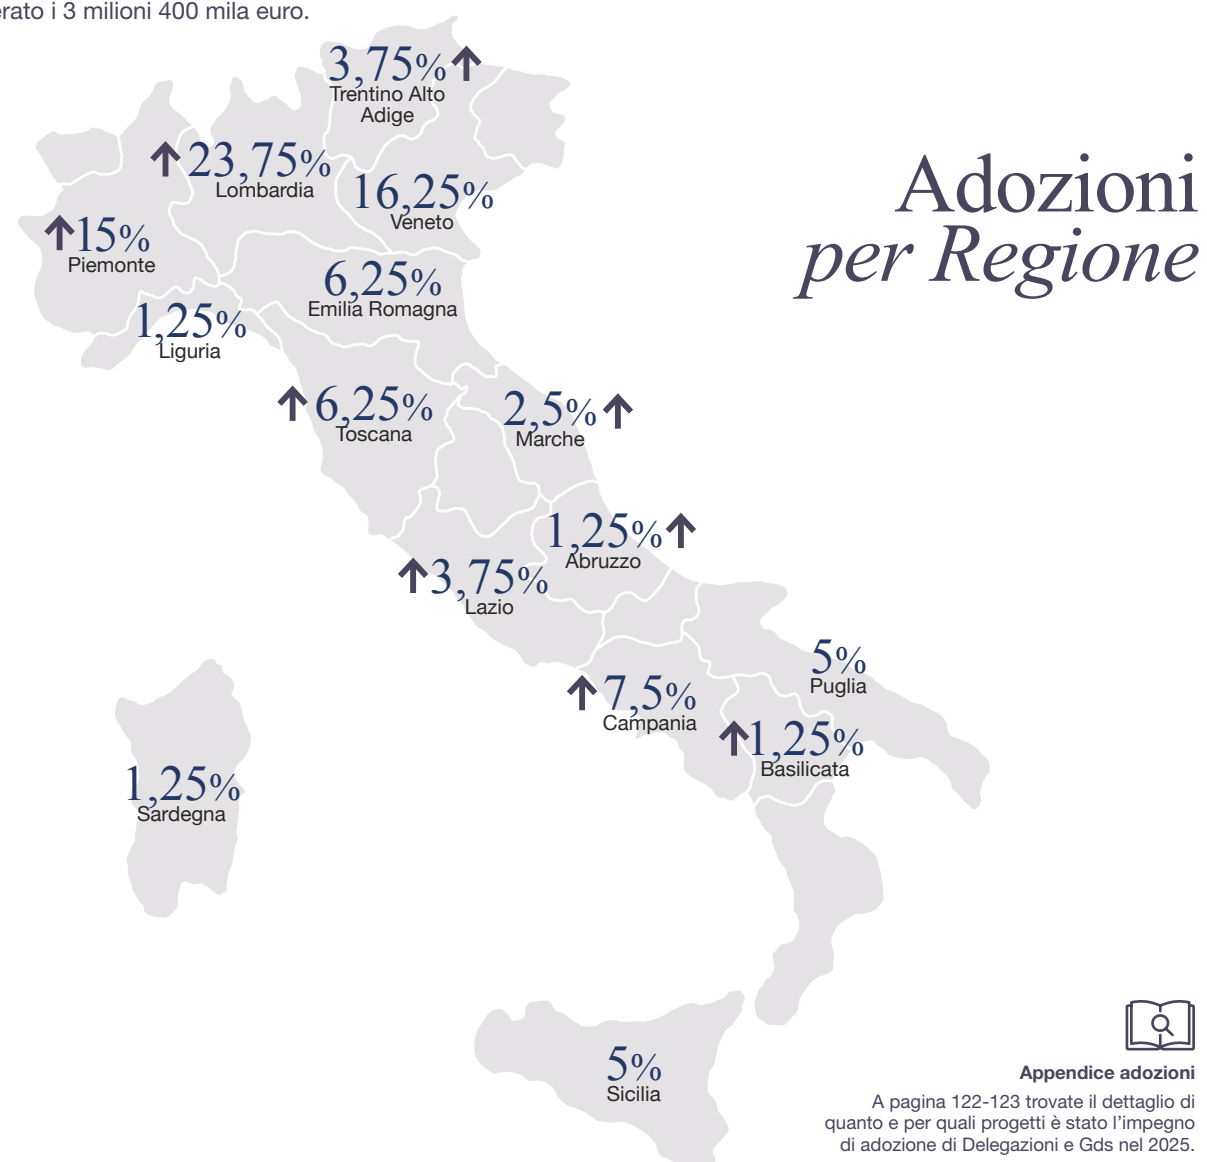 erato i 3 milioni 400 mila euro.
Adozioni
per Regione
3,75%
Trentino Alto
Adige
23,75%
Lombardia
16,25%
Veneto
15%
Piemonte
6,25%
Emilia Romagna
1,25%
Liguria
6,25%
Toscana
2,5%
Marche
1,25%
Abruzzo
3,75%
Lazio
5%
Puglia
7,5%
Campania
1,25%
Basilicata
1,25%
Sardegna
5%
Sicilia
Appendice adozioni
A pagina 122-123 trovate il dettaglio di
quanto e per quali progetti è stato l’impegno
di adozione di Delegazioni e Gds nel 2025.